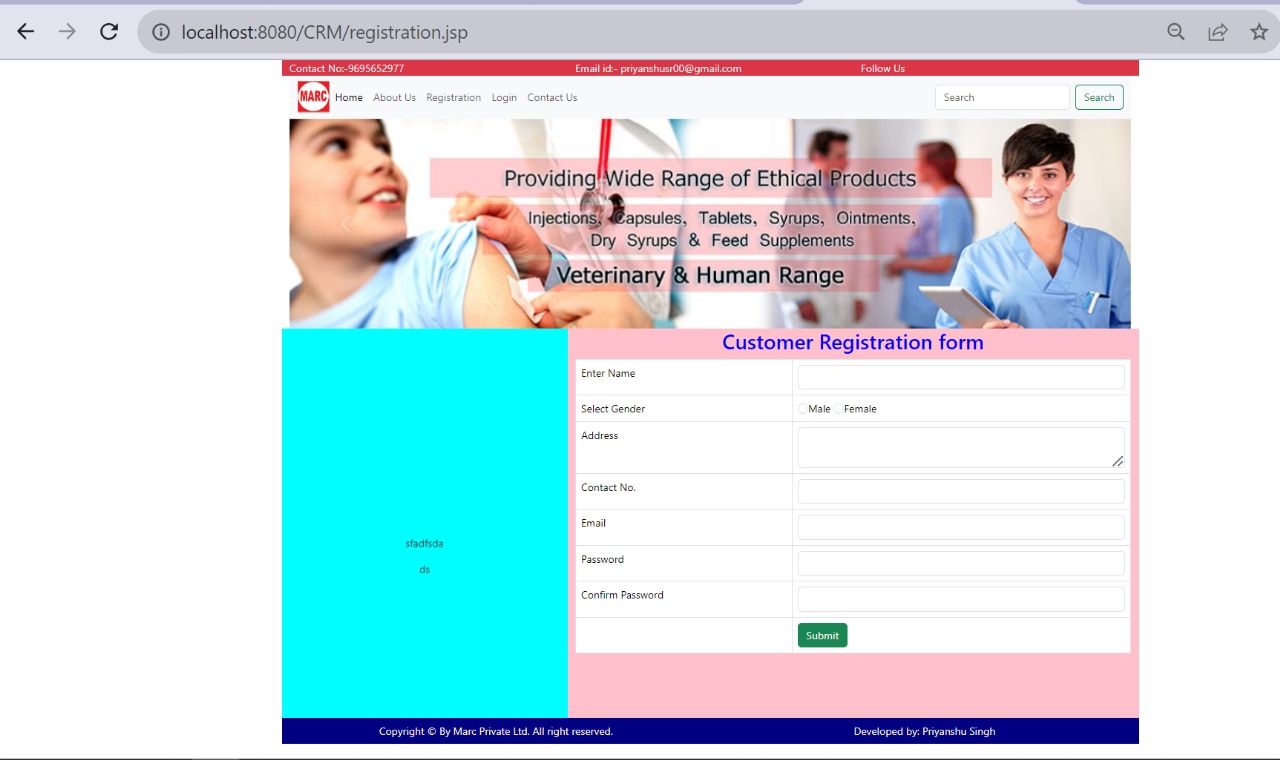 localhost:8080/CRM/registration.jsp
Contact No:-9695652977 Email id:- priyanshusr00@gmail.com Follow Us
MARC Home About Us Registration Login Contact Us Search Search
Providing Wide Range of Ethical Products
Injections, Capsules, Tablets, Syrups, Ointments,
Dry Syrups & Feed Supplements
Veterinary & Human Range
Customer Registration form
Enter Name
Select Gender Male Female
Address
Contact No.
Email
Password
Confirm Password
Submit
sfadfsda
ds
Copyright © By Marc Private Ltd. All right reserved. Developed by: Priyanshu Singh